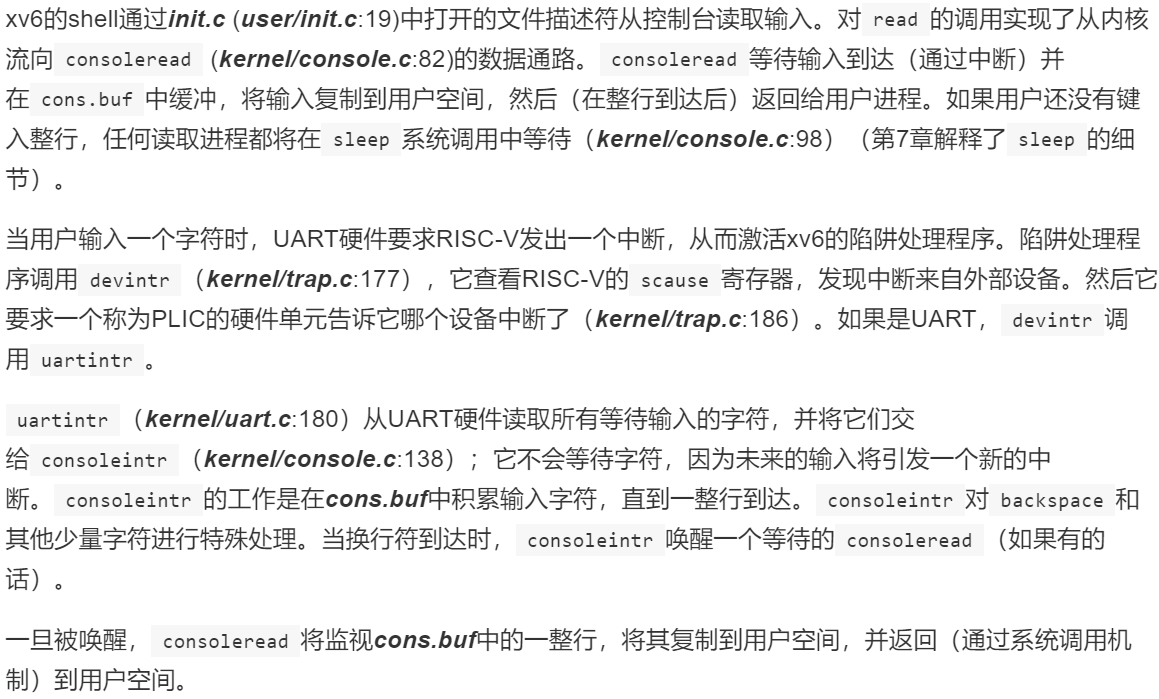 xv6的shell通过init.c (user/init.c:19)中打开的文件描述符从控制台读取输入。对 read 的调用实现了从内核
流向 consoleread (kernel/console.c:82)的数据通路。 consoleread 等待输入到达（通过中断）并
在 cons.buf 中缓冲，将输入复制到用户空间，然后（在整行到达后）返回给用户进程。如果用户还没有键
入整行，任何读取进程都将在 sleep 系统调用中等待（kernel/console.c:98）（第7章解释了 sleep 的细
节）。
当用户输入一个字符时，UART硬件要求RISC-V发出一个中断，从而激活xv6的陷阱处理程序。陷阱处理程
序调用 devintr （kernel/trap.c:177），它查看RISC-V的 scause 寄存器，发现中断来自外部设备。然后它
要求一个称为PLIC的硬件单元告诉它哪个设备中断了（kernel/trap.c:186）。如果是UART， devintr 调
用 uartintr 。
uartintr （kernel/uart.c:180）从UART硬件读取所有等待输入的字符，并将它们交
给 consoleintr （kernel/console.c:138）；它不会等待字符，因为未来的输入将引发一个新的中
断。 consoleintr 的工作是在cons.buf中积累输入字符，直到一整行到达。 consoleintr 对 backspace 和
其他少量字符进行特殊处理。当换行符到达时， consoleintr 唤醒一个等待的 consoleread （如果有的
话）。
一旦被唤醒， consoleread 将监视cons.buf中的一整行，将其复制到用户空间，并返回（通过系统调用机
制）到用户空间。